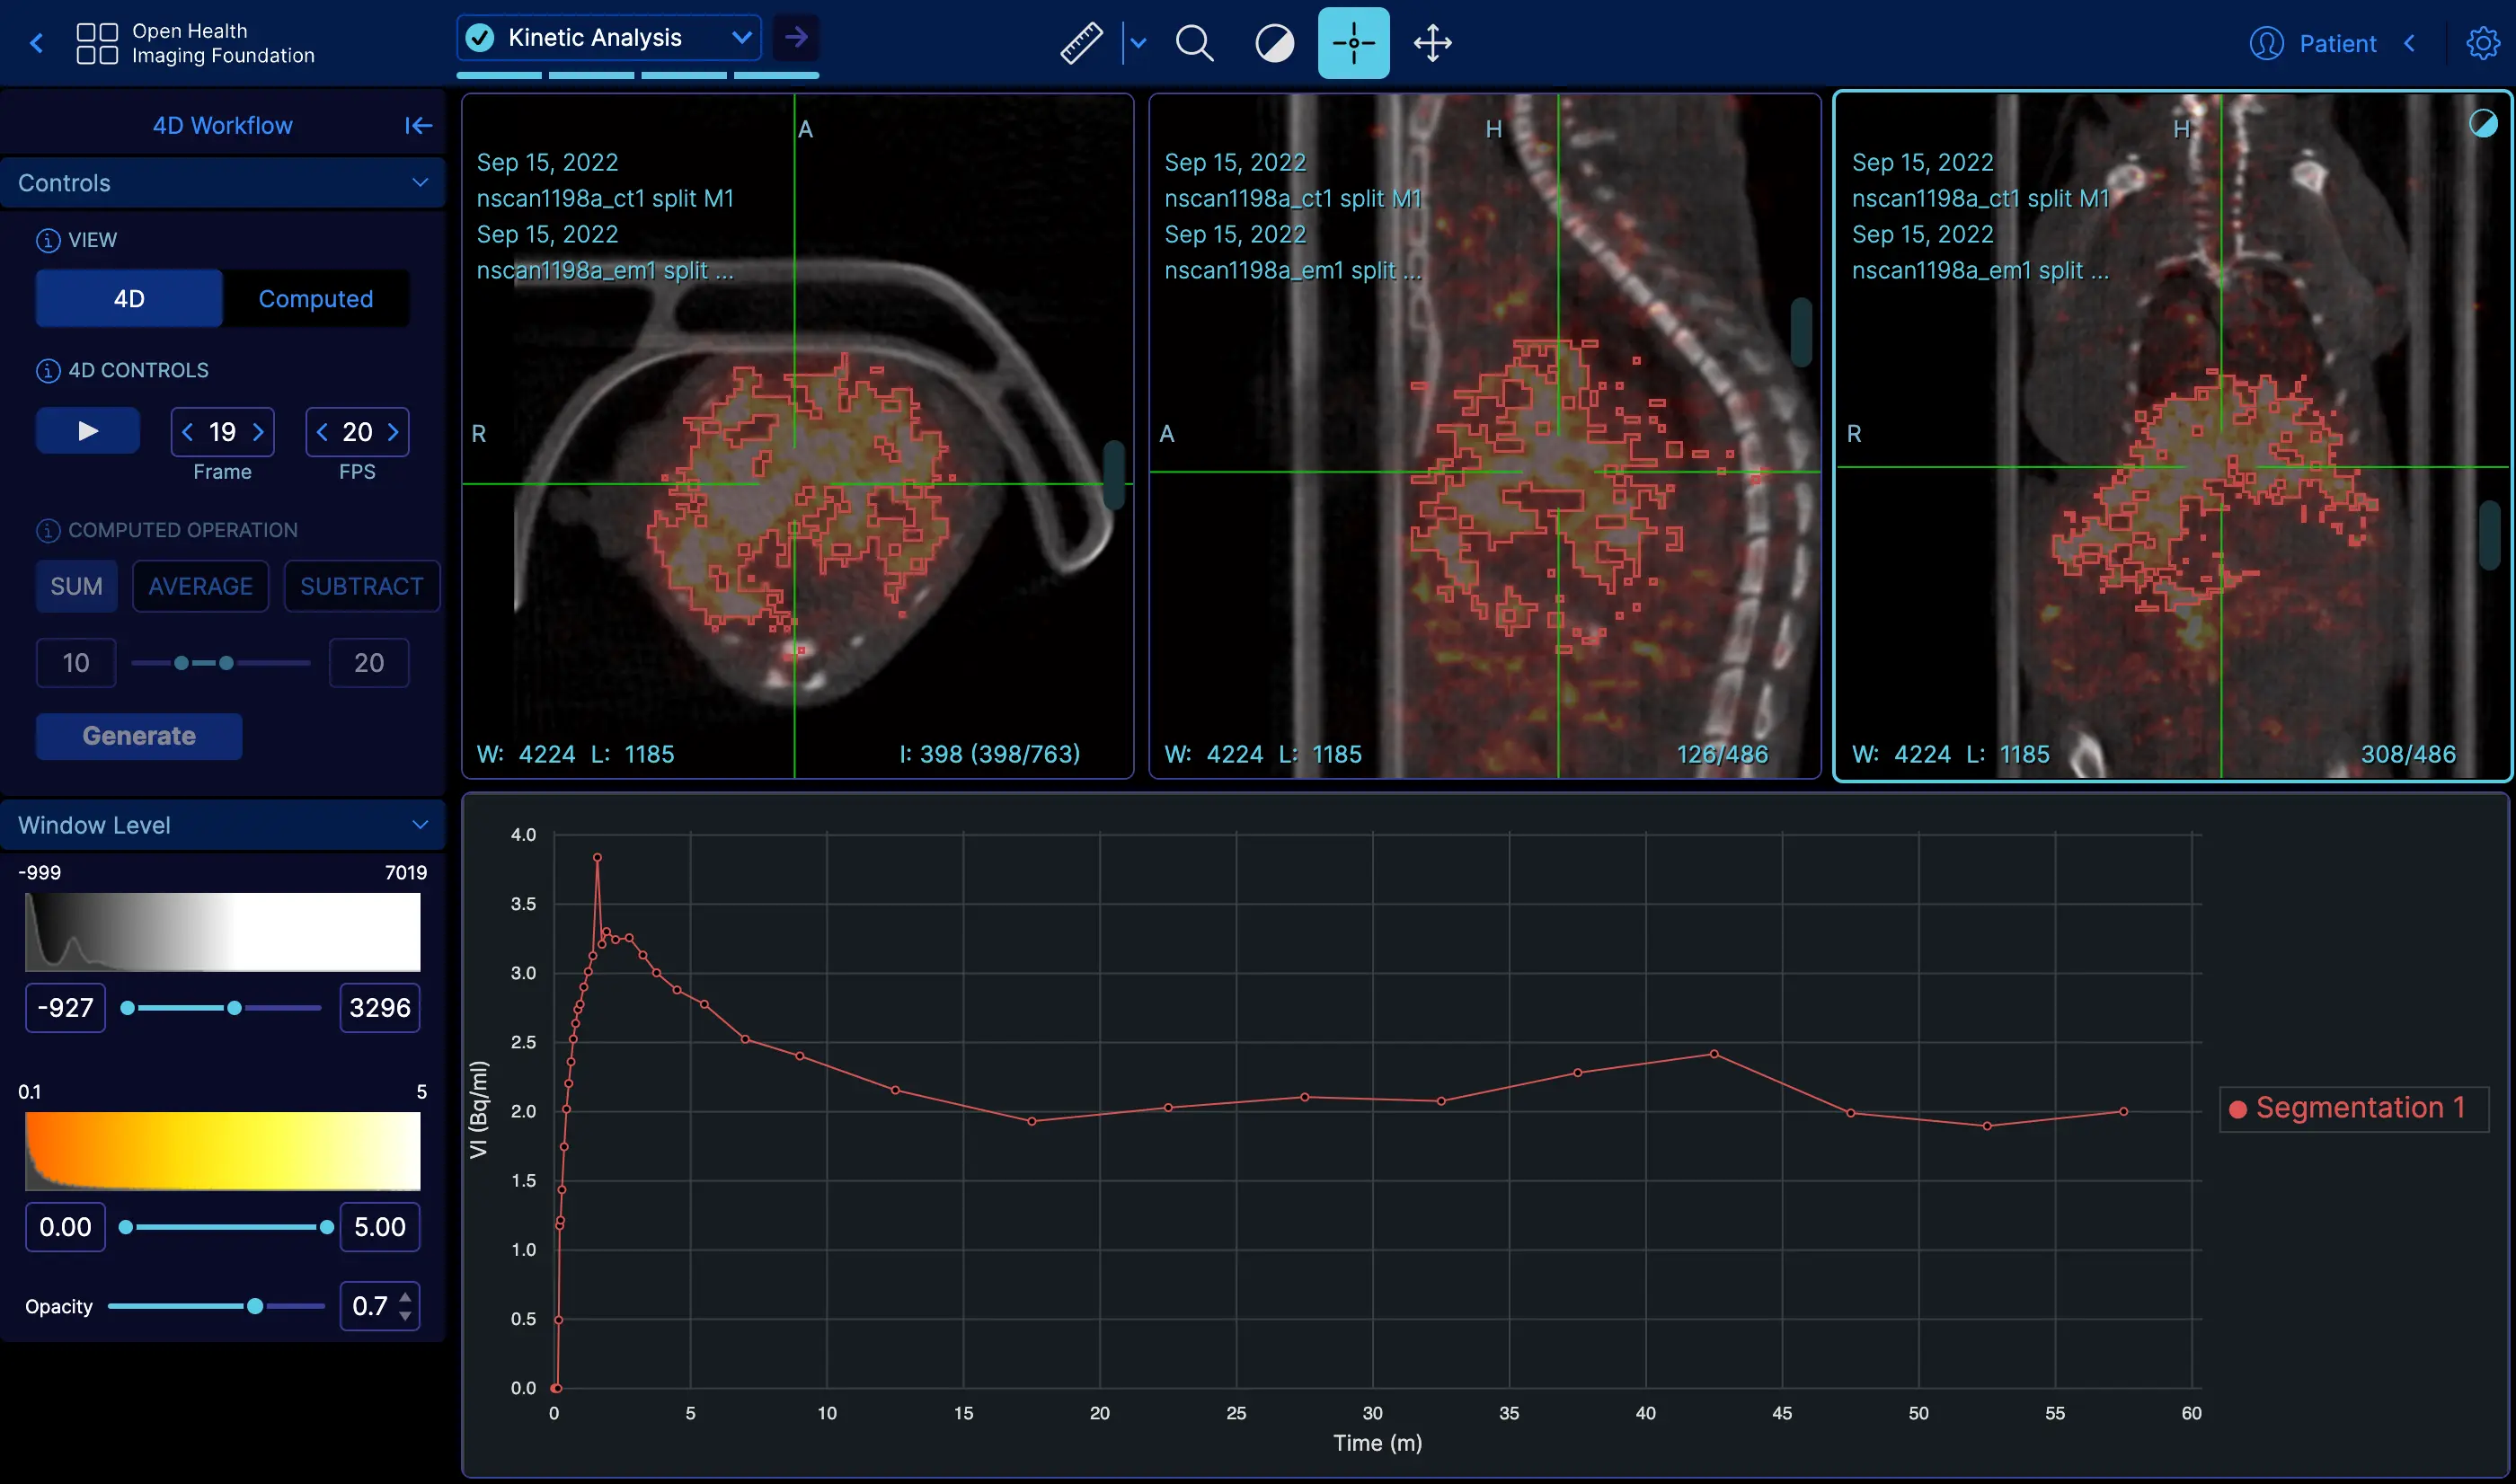 Open Health
Imaging Foundation
Kinetic Analysis
Patient
4D Workflow
Controls
VIEW
4D Computed
4D CONTROLS
19 20
Frame FPS
COMPUTED OPERATION
SUM AVERAGE SUBTRACT
10 20
Generate
Window Level
-999 7019
-927 3296
0.1 5
0.00 5.00
Opacity 0.7
A
Sep 15, 2022
nscan1198a_ct1 split M1
Sep 15, 2022
nscan1198a_em1 split ...
R
W: 4224 L: 1185 I: 398 (398/763)
H
Sep 15, 2022
nscan1198a_ct1 split M1
Sep 15, 2022
nscan1198a_em1 split ...
A
W: 4224 L: 1185 126/486
H
Sep 15, 2022
nscan1198a_ct1 split M1
Sep 15, 2022
nscan1198a_em1 split ...
R
W: 4224 L: 1185 308/486
4.0
3.5
3.0
2.5
2.0
1.5
1.0
0.5
0.0
VI (Bq/ml)
0 5 10 15 20 25 30 35 40 45 50 55 60
Time (m)
Segmentation 1